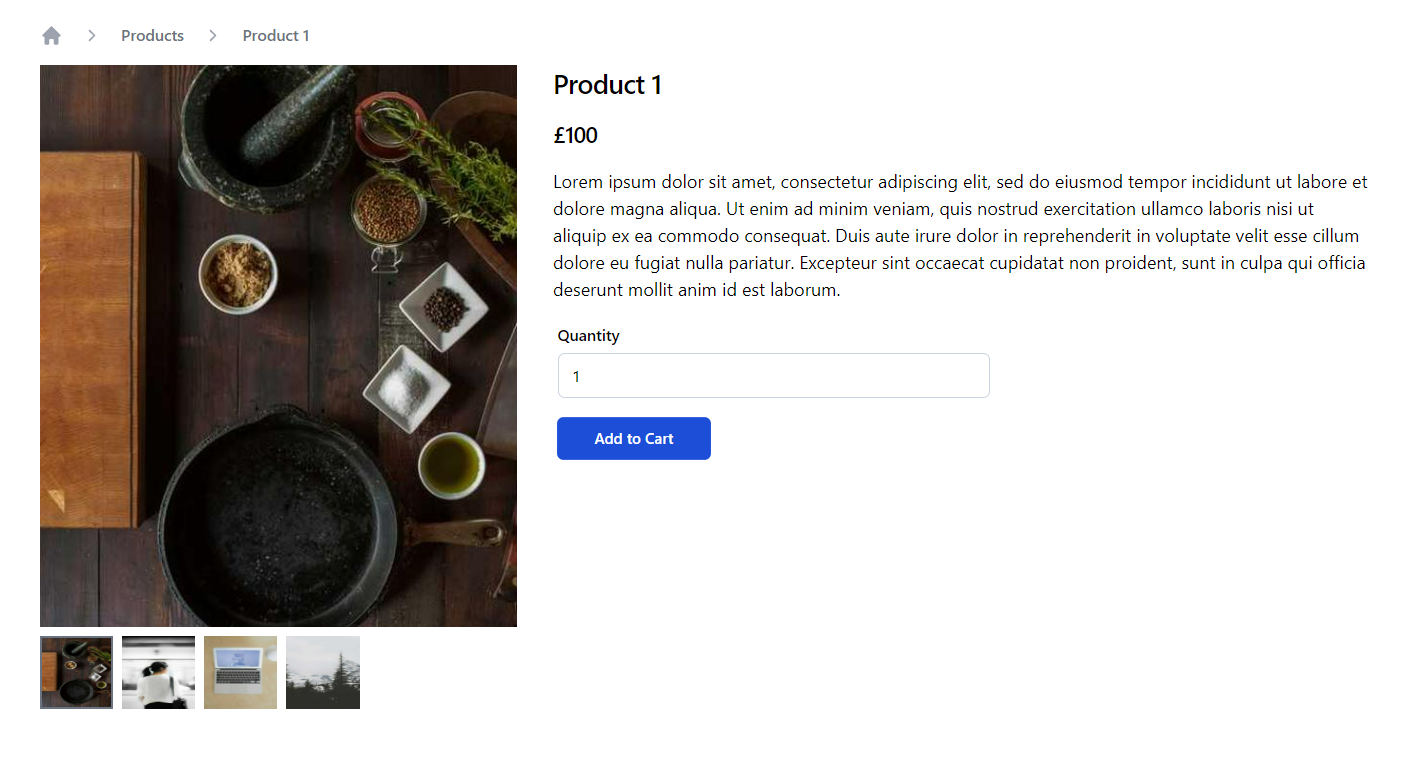 Products
Product 1
Product 1
£100
Lorem ipsum dolor sit amet, consectetur adipiscing elit, sed do eiusmod tempor incididunt ut labore et
dolore magna aliqua. Ut enim ad minim veniam, quis nostrud exercitation ullamco laboris nisi ut
aliquip ex ea commodo consequat. Duis aute irure dolor in reprehenderit in voluptate velit esse cillum
dolore eu fugiat nulla pariatur. Excepteur sint occaecat cupidatat non proident, sunt in culpa qui officia
deserunt mollit anim id est laborum.
Quantity
1
Add to Cart